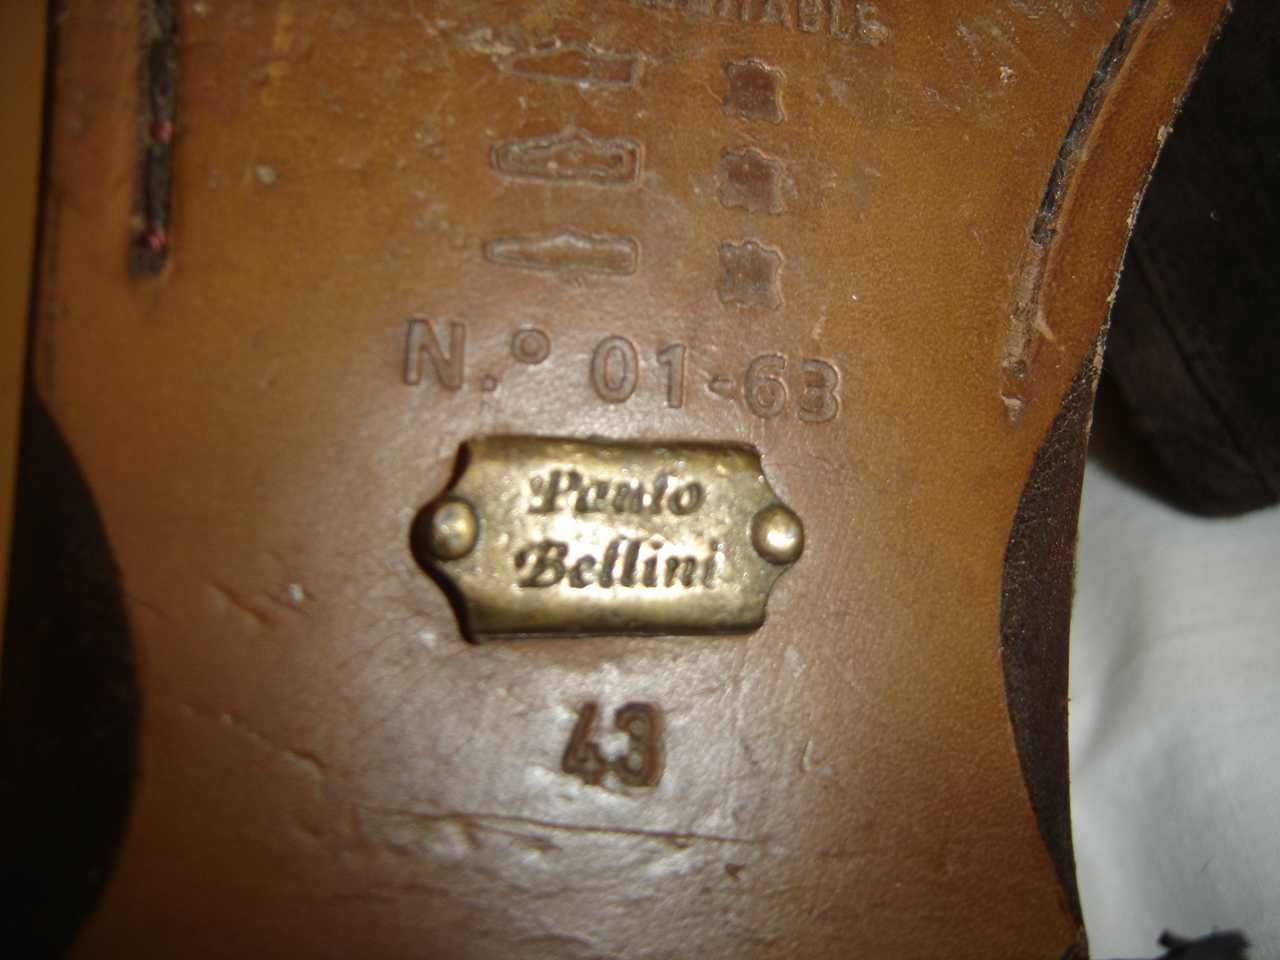 N.º 01-63
Paulo
Bellini
43